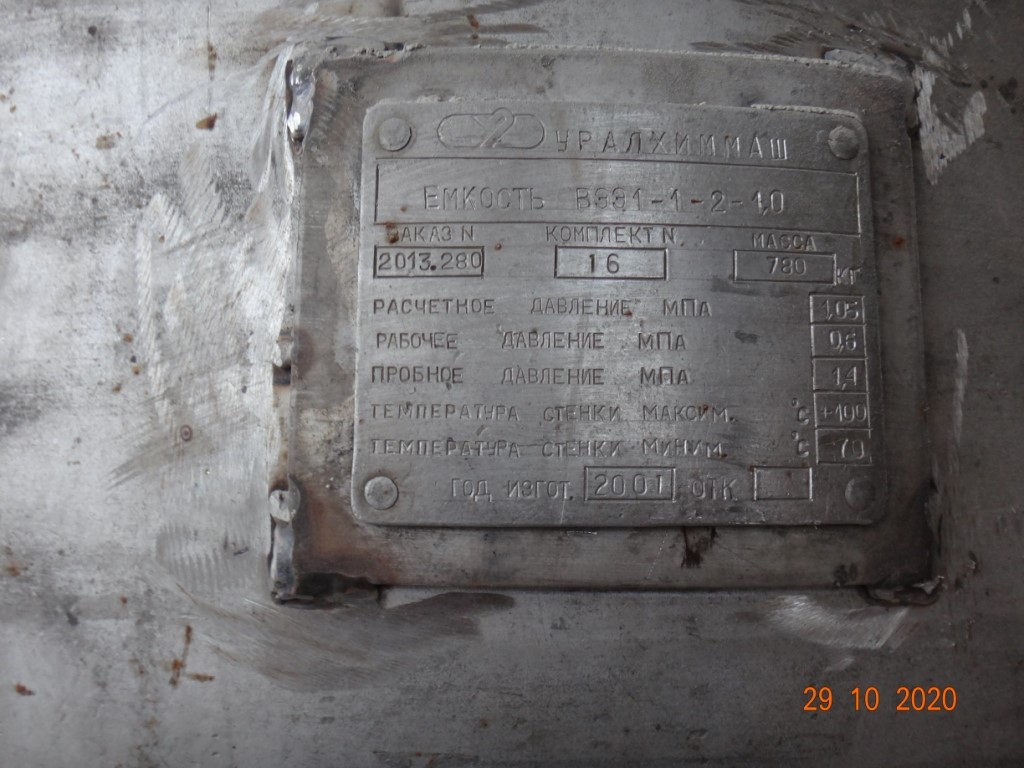 УРАЛХИММАШ
ЕМКОСТЬ ВЭЭ1-1-2-1,0
ЗАКАЗ N КОМПЛЕКТ N. МАССА
2013.280 16 780 КГ
РАСЧЕТНОЕ ДАВЛЕНИЕ МПА 1,05
РАБОЧЕЕ ДАВЛЕНИЕ МПА 0,6
ПРОБНОЕ ДАВЛЕНИЕ МПА 1,4
ТЕМПЕРАТУРА СТЕНКИ МАКСИМ. °С +100
ТЕМПЕРАТУРА СТЕНКИ МИНИМ. °С -70
ГОД ИЗГОТ. 2001 ОТК
29 10 2020